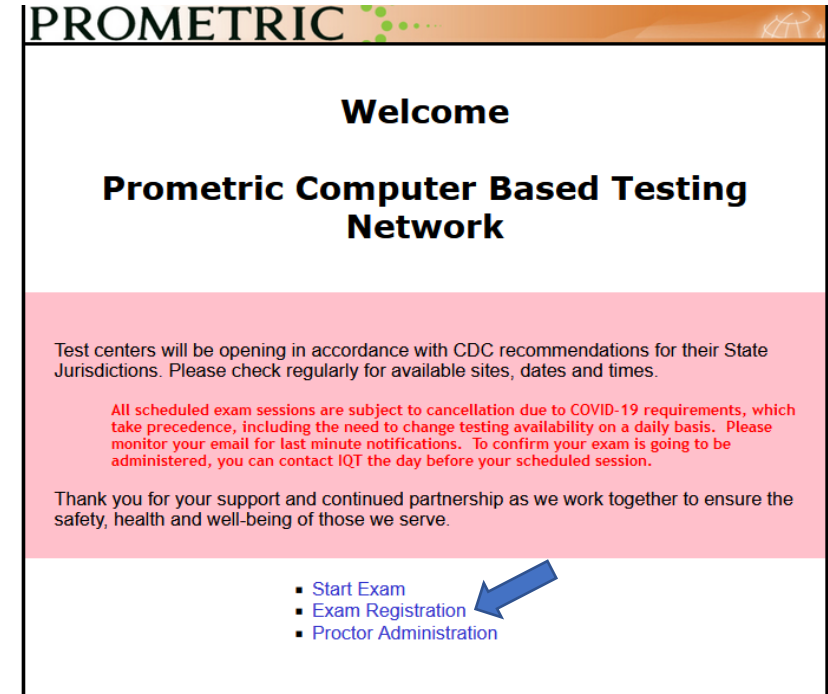 PROMETRIC
Welcome
Prometric Computer Based Testing
Network
Test centers will be opening in accordance with CDC recommendations for their State
Jurisdictions. Please check regularly for available sites, dates and times.
All scheduled exam sessions are subject to cancellation due to COVID-19 requirements, which
take precedence, including the need to change testing availability on a daily basis. Please
monitor your email for last minute notifications. To confirm your exam is going to be
administered, you can contact IQT the day before your scheduled session.
Thank you for your support and continued partnership as we work together to ensure the
safety, health and well-being of those we serve.
Start Exam
Exam Registration
Proctor Administration